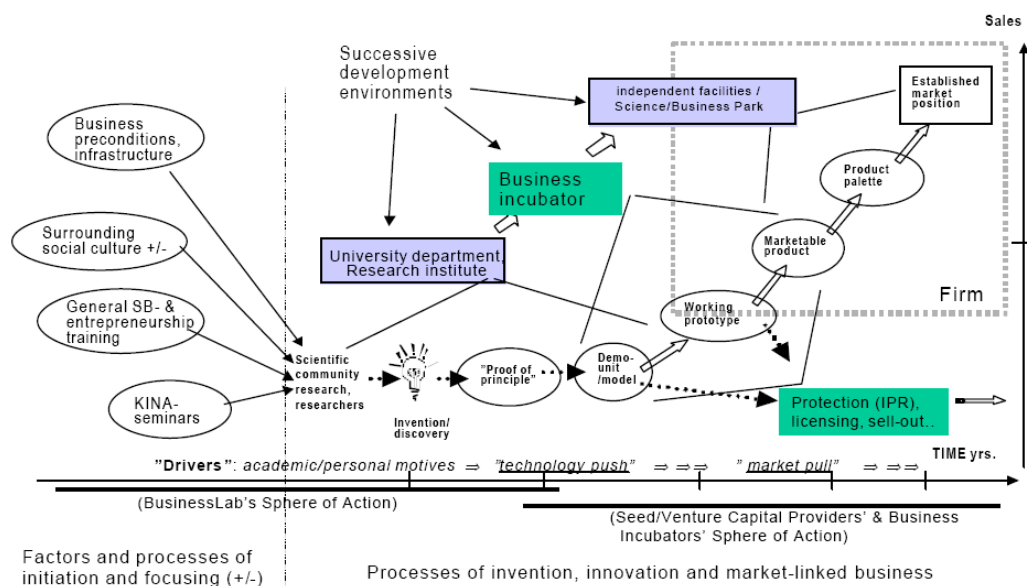 Sales
Successive
development
environments
independent facilities /
Science/Business Park
Established
market
position
Business
preconditions,
infrastructure
Product
palette
Business
incubator
Surrounding
social culture +/-
University department,
Research institute
Marketable
product
General SB- &
entrepreneurship
training
Firm
Working
prototype
Scientific
community
research,
researchers
"Proof of
principle"
Demo-
unit
/model
KINA-
seminars
Invention/
discovery
Protection (IPR),
licensing, sell-out..
TIME yrs.
"Drivers": academic/personal motives ⇒ "technology push" ⇒ ⇒⇒ " market pull" ⇒ ⇒⇒
(BusinessLab's Sphere of Action)
(Seed/Venture Capital Providers' & Business
Incubators' Sphere of Action)
Factors and processes of
initiation and focusing (+/-)
Processes of invention, innovation and market-linked business